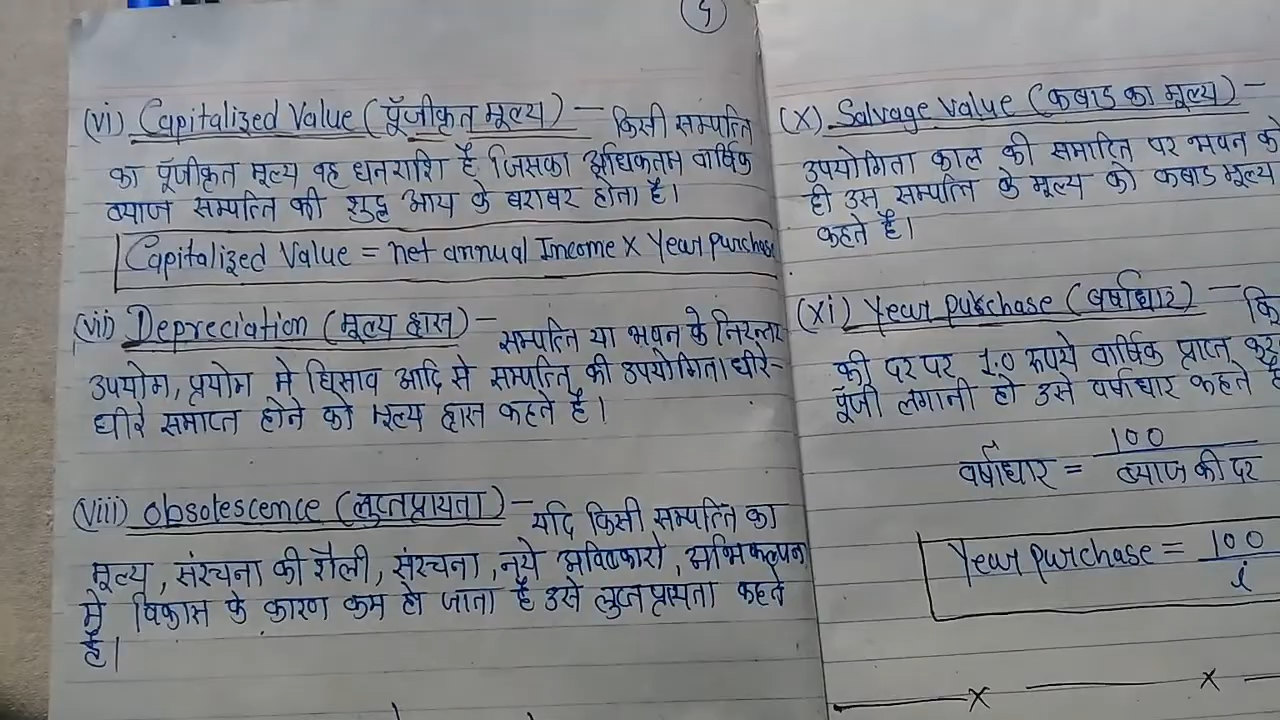 5
(vi) Capitalized Value (पूँजीकृत मूल्य) — किसी सम्पत्ति
का पूँजीकृत मूल्य वह धनराशि है जिसका अधिकतम वार्षिक
ब्याज सम्पत्ति की शुद्ध आय के बराबर होता है।
Capitalized Value = net annual Income × Year purchase
(vii) Depreciation (मूल्य ह्रास) — सम्पत्ति या भवन के निरन्तर
उपयोग, प्रयोग मे घिसाव आदि से सम्पत्ति की उपयोगिता धीरे-
धीरे समाप्त होने को मूल्य ह्रास कहते है।
(viii) obsolescence (लुप्तप्रायता) — यदि किसी सम्पत्ति का
मूल्य, संरचना की शैली, संरचना, नये अविष्कारो, अभिकल्पना
मे विकास के कारण कम हो जाता है उसे लुप्तप्रायता कहते
है।
(X) Salvage value (कबाड का मूल्य) —
उपयोगिता काल की समाप्ति पर भवन को
ही उस सम्पत्ति के मूल्य को कबाड मूल्य
कहते है।
(xi) Year purchase (वर्षाधार) —
की दर पर 1.0 रूपये वार्षिक प्राप्त
पूँजी लगानी हो उसे वर्षाधार कहते
वर्षाधार = 100 / ब्याज की दर
Year purchase = 100 / i